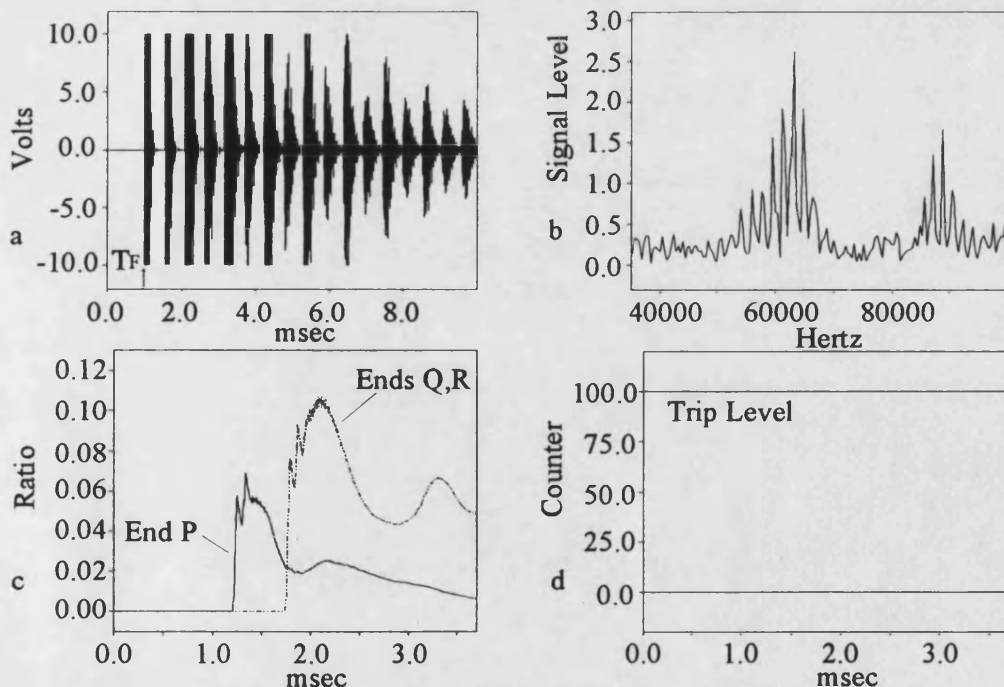 10.0
5.0
0.0
-5.0
-10.0
Volts
a
TF
0.0 2.0 4.0 6.0 8.0
msec
3.0
2.5
2.0
1.5
1.0
0.5
0.0
Signal Level
b
40000 60000 80000
Hertz
0.12
0.10
0.08
0.06
0.04
0.02
0.00
Ratio
c
Ends Q,R
End P
0.0 1.0 2.0 3.0
msec
100.0
75.0
50.0
25.0
0.0
Counter
d
Trip Level
0.0 1.0 2.0 3.0
msec